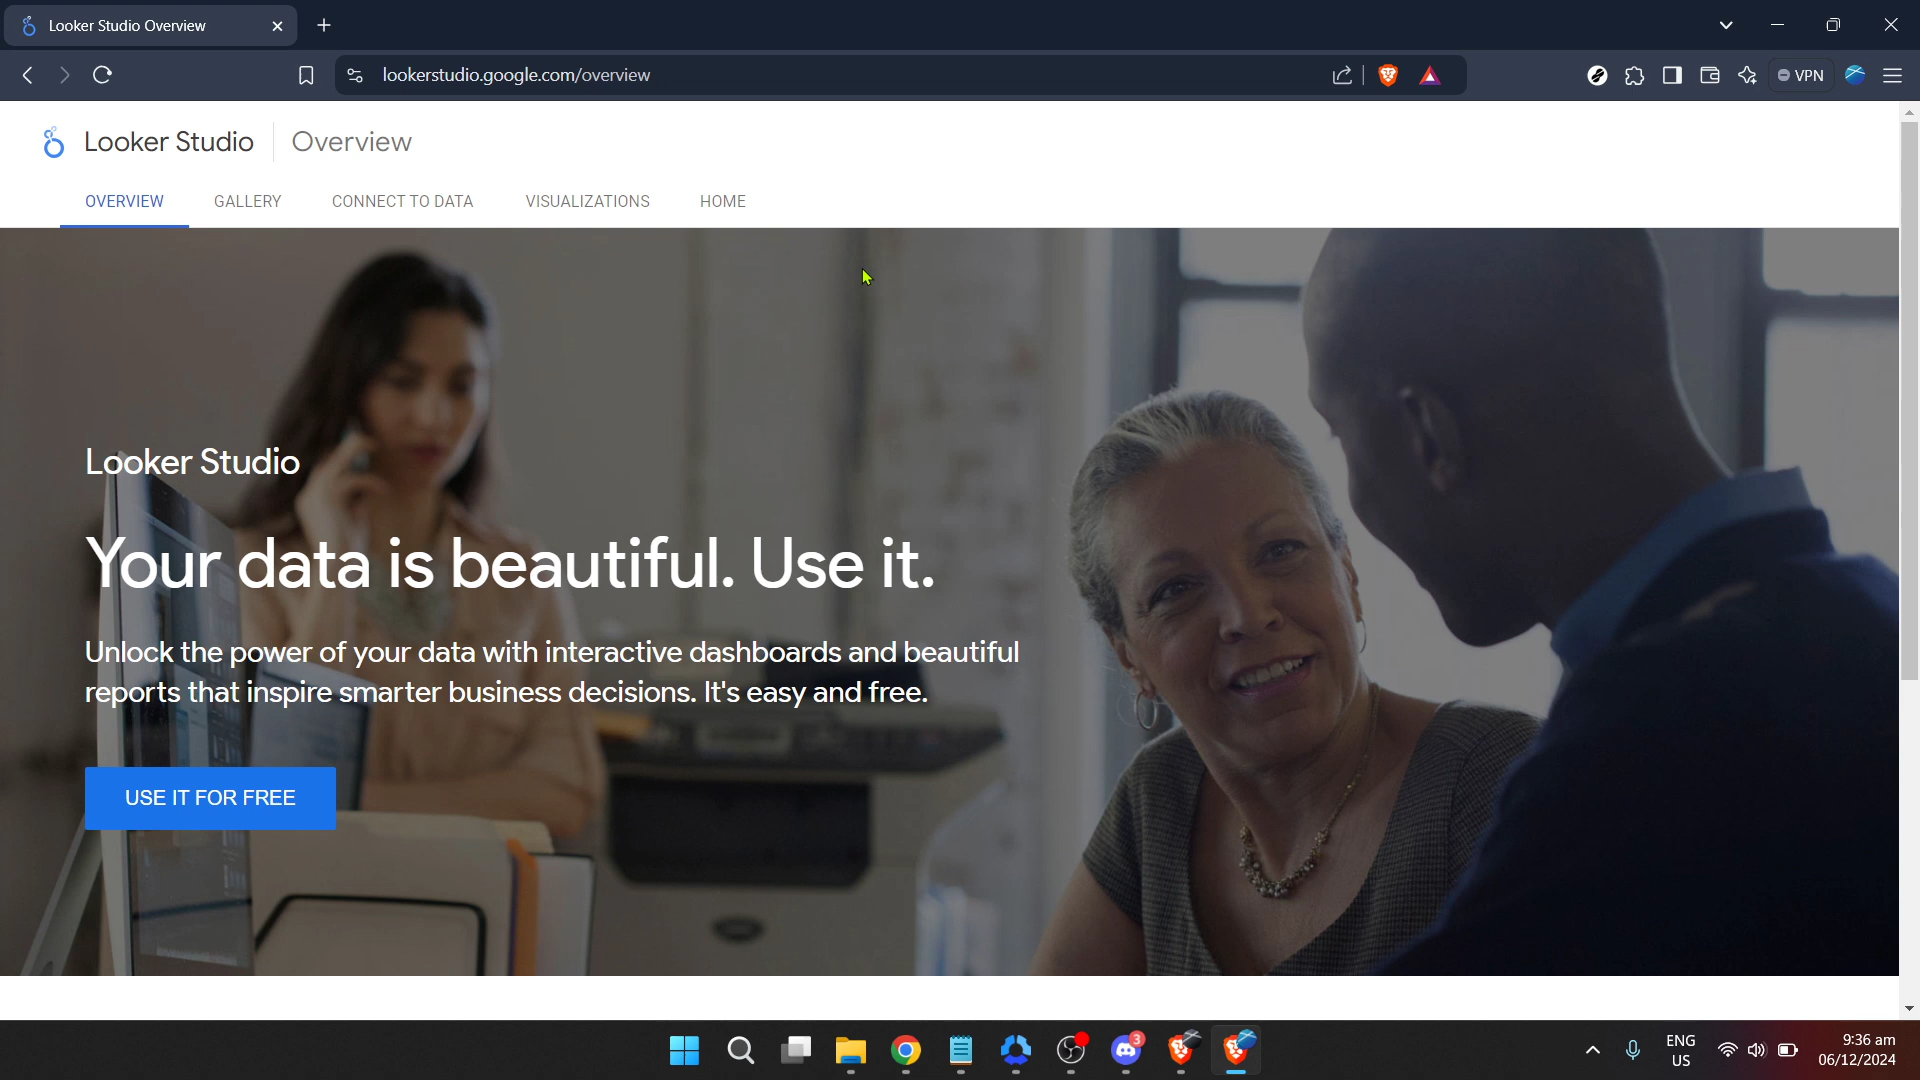 Looker Studio Overview
lookerstudio.google.com/overview
VPN
Looker Studio
Overview
OVERVIEW
GALLERY
CONNECT TO DATA
VISUALIZATIONS
HOME
Looker Studio
Your data is beautiful. Use it.
Unlock the power of your data with interactive dashboards and beautiful
reports that inspire smarter business decisions. It's easy and free.
USE IT FOR FREE
3
ENG
US
9:36 am
06/12/2024